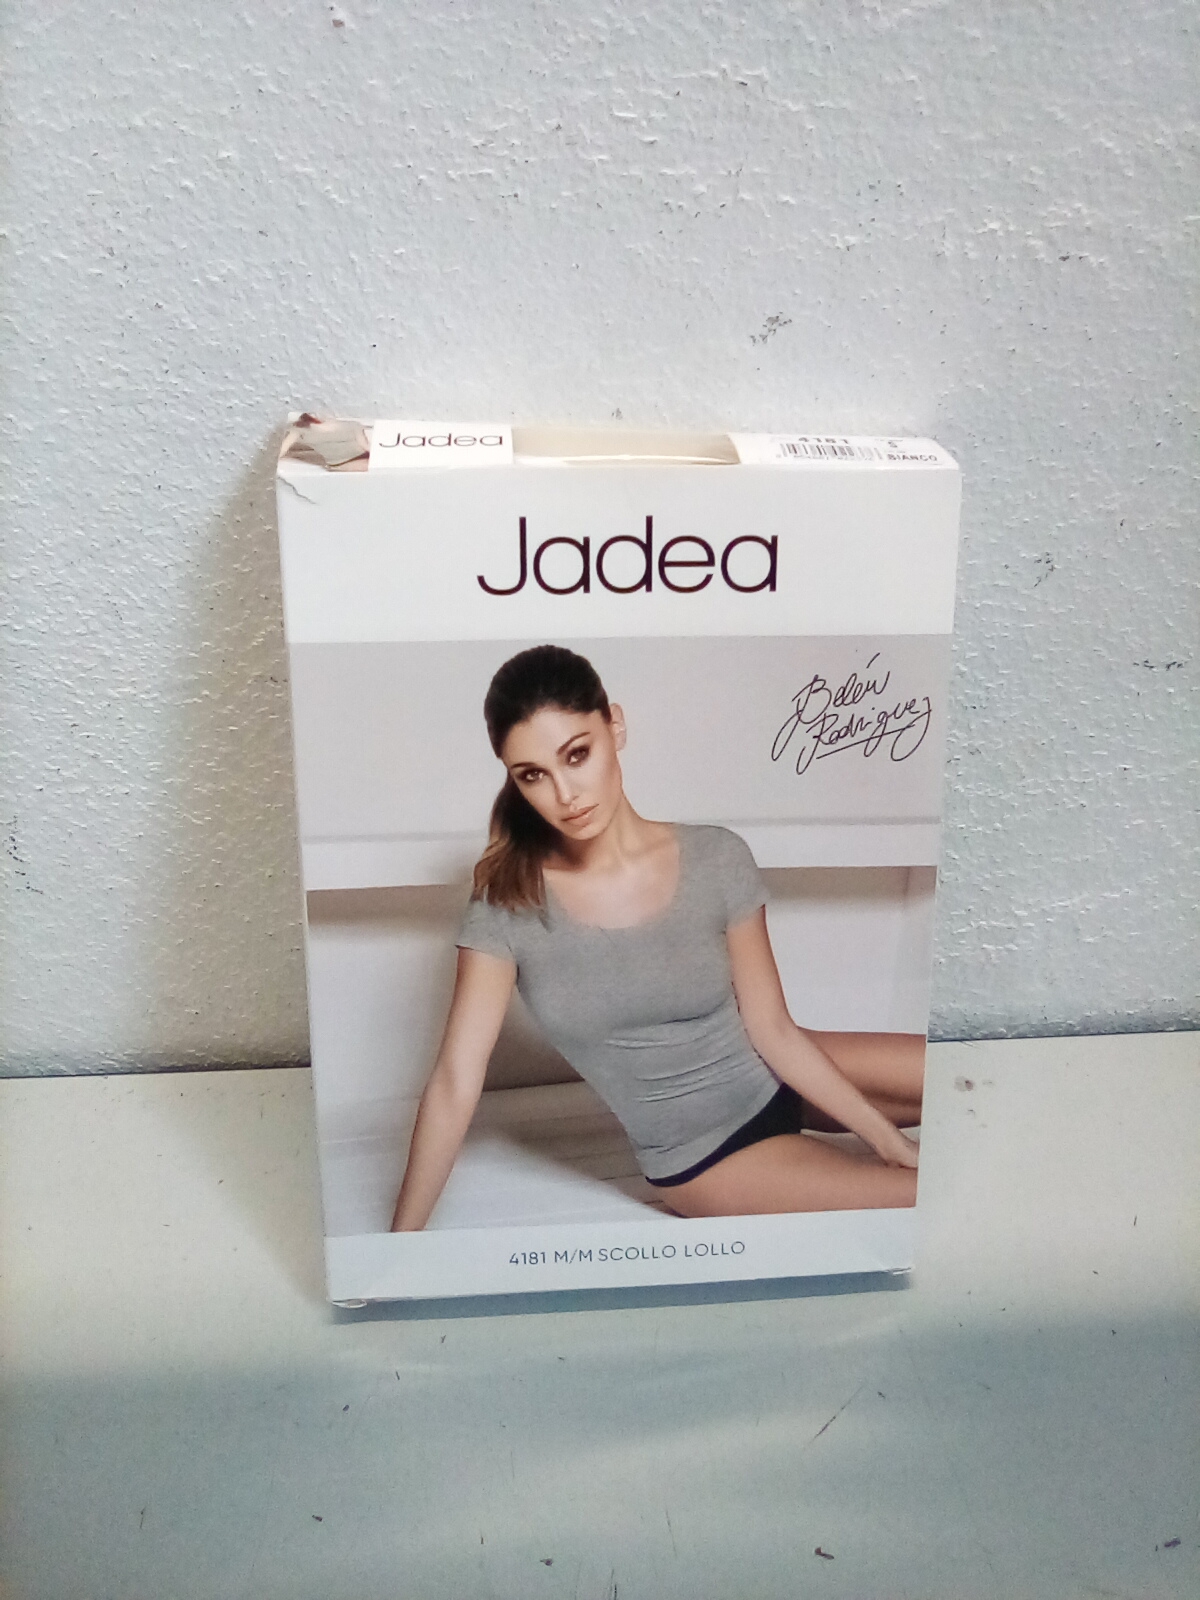 Jadea
4181
S
BIANCO
Jadea
Belén
Rodriguez
4181 M/M SCOLLO LOLLO